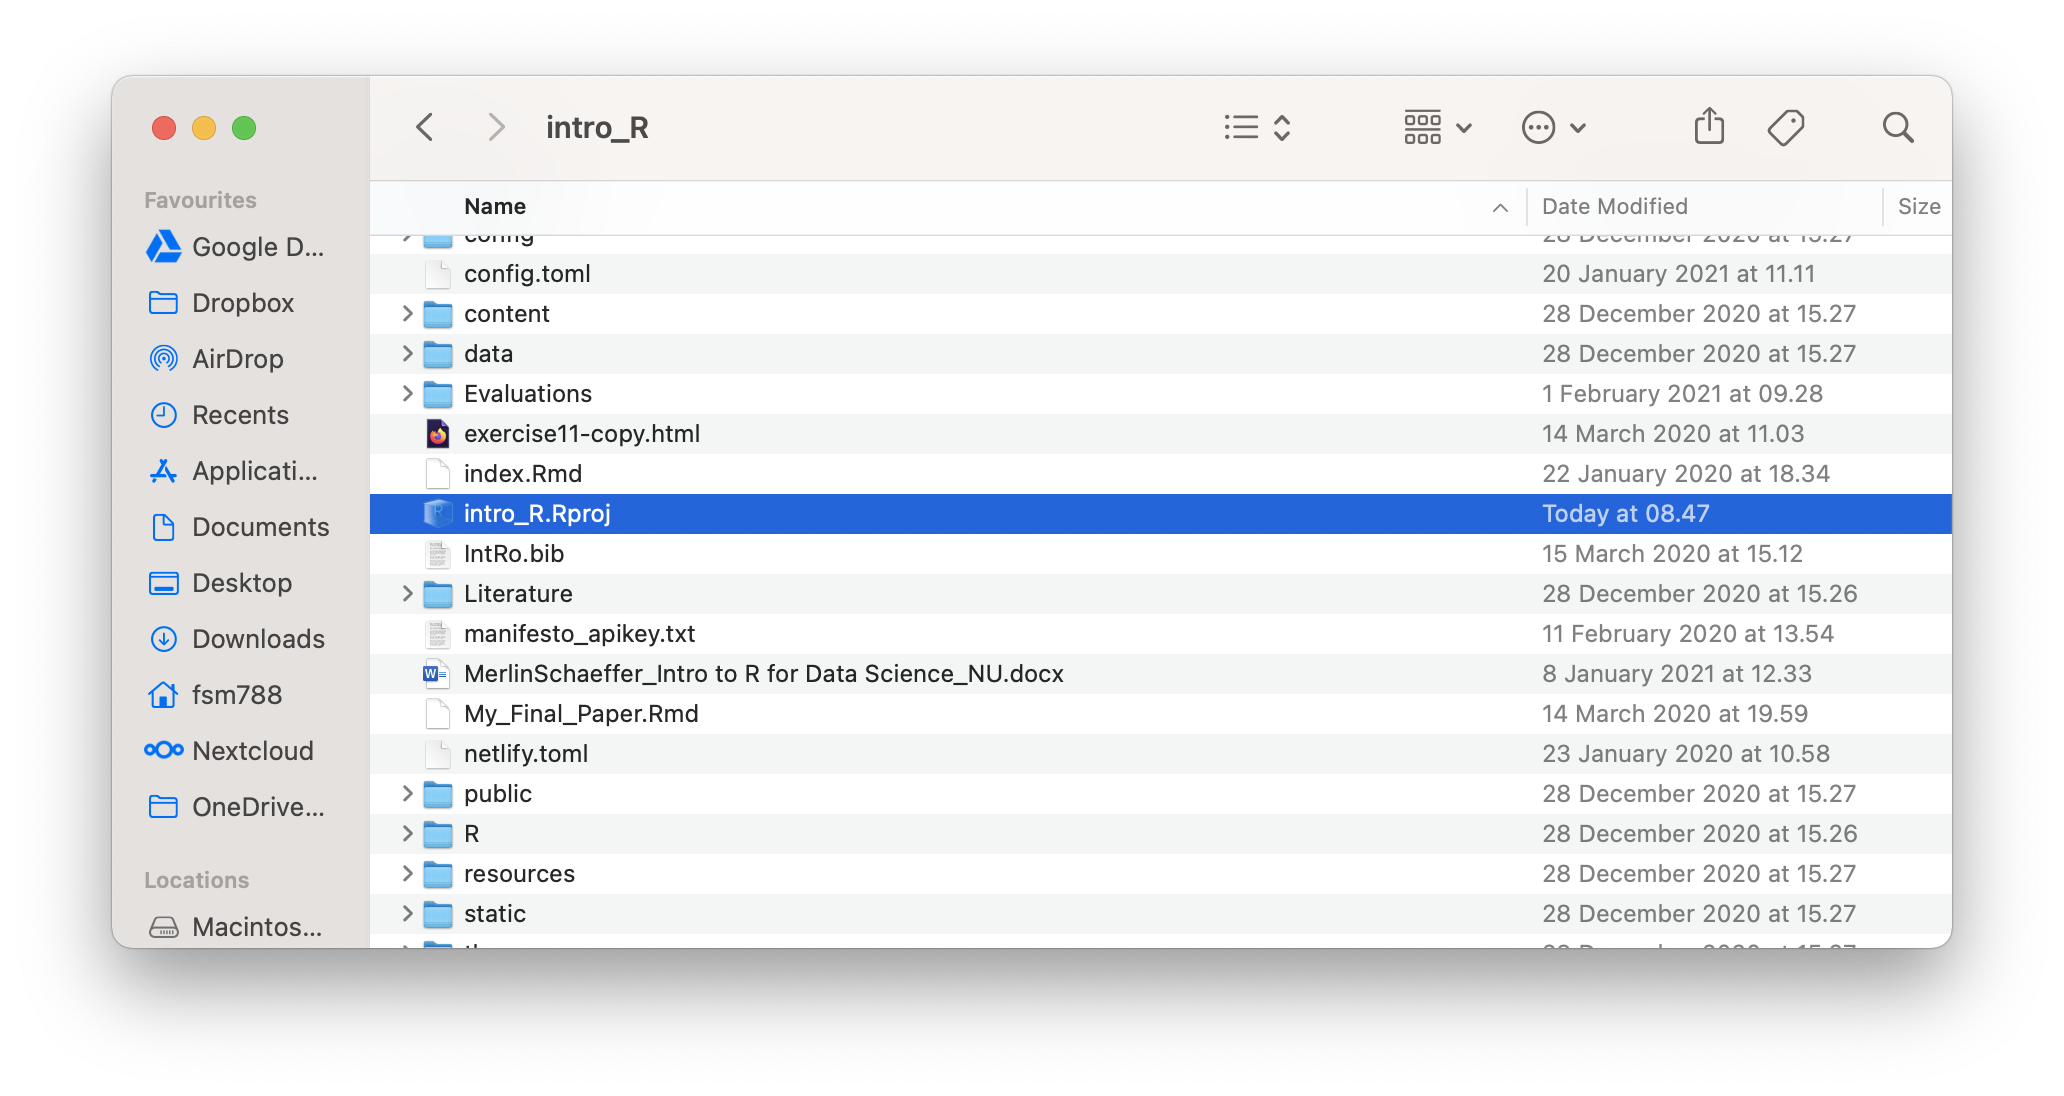 intro_R
Favourites
Google D...
Dropbox
AirDrop
Recents
Applicati...
Documents
Desktop
Downloads
fsm788
Nextcloud
OneDrive...
Locations
Macintos...
Name Date Modified Size
config 28 December 2020 at 15.27
config.toml 20 January 2021 at 11.11
content 28 December 2020 at 15.27
data 28 December 2020 at 15.27
Evaluations 1 February 2021 at 09.28
exercise11-copy.html 14 March 2020 at 11.03
index.Rmd 22 January 2020 at 18.34
intro_R.Rproj Today at 08.47
IntRo.bib 15 March 2020 at 15.12
Literature 28 December 2020 at 15.26
manifesto_apikey.txt 11 February 2020 at 13.54
MerlinSchaeffer_Intro to R for Data Science_NU.docx 8 January 2021 at 12.33
My_Final_Paper.Rmd 14 March 2020 at 19.59
netlify.toml 23 January 2020 at 10.58
public 28 December 2020 at 15.27
R 28 December 2020 at 15.26
resources 28 December 2020 at 15.27
static 28 December 2020 at 15.27
28 December 2020 at 15.27